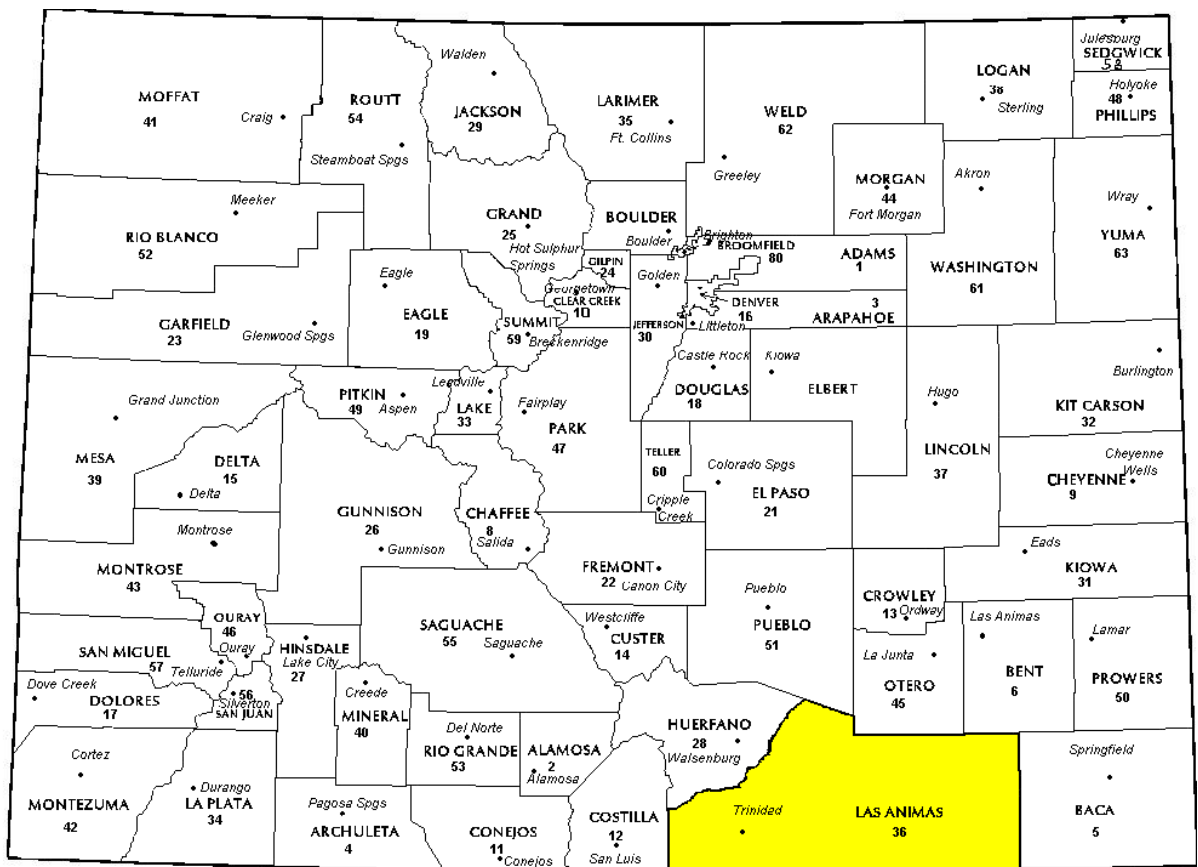 MOFFAT
41
Craig
ROUTT
54
Steamboat Spgs
Walden
JACKSON
29
LARIMER
35
Ft. Collins
WELD
62
Greeley
LOGAN
38
Sterling
Julesburg
SEDGWICK
58
Holyoke
48
PHILLIPS
MORGAN
44
Fort Morgan
Akron
WASHINGTON
61
Wray
YUMA
63
Meeker
RIO BLANCO
52
GRAND
25
Hot Sulphur
Springs
BOULDER
Boulder
Brighton
BROOMFIELD
80
ADAMS
1
GILPIN
24
Golden
Georgetown
CLEAR CREEK
10
JEFFERSON
30
DENVER
16
3
ARAPAHOE
Littleton
GARFIELD
23
Glenwood Spgs
Eagle
EAGLE
19
SUMMIT
59
Breckenridge
Castle Rock
DOUGLAS
18
Kiowa
ELBERT
Hugo
LINCOLN
37
Burlington
KIT CARSON
32
Grand Junction
MESA
39
PITKIN
49
Aspen
Leadville
LAKE
33
Fairplay
PARK
47
TELLER
60
Cripple
Creek
Colorado Spgs
EL PASO
21
Cheyenne
Wells
CHEYENNE
9
DELTA
15
Delta
GUNNISON
26
Gunnison
CHAFFEE
8
Salida
FREMONT
22
Canon City
Montrose
MONTROSE
43
OURAY
46
Ouray
HINSDALE
Lake City
27
SAGUACHE
55
Saguache
Westcliffe
CUSTER
14
Pueblo
PUEBLO
51
CROWLEY
13
Ordway
Eads
KIOWA
31
Las Animas
BENT
6
Lamar
PROWERS
50
La Junta
OTERO
45
SAN MIGUEL
57
Telluride
Dove Creek
DOLORES
17
56
Silverton
SAN JUAN
Creede
MINERAL
40
Del Norte
RIO GRANDE
53
ALAMOSA
2
Alamosa
HUERFANO
28
Walsenburg
Cortez
MONTEZUMA
42
Durango
LA PLATA
34
Pagosa Spgs
ARCHULETA
4
CONEJOS
11
Conejos
COSTILLA
12
San Luis
Trinidad
LAS ANIMAS
36
Springfield
BACA
5